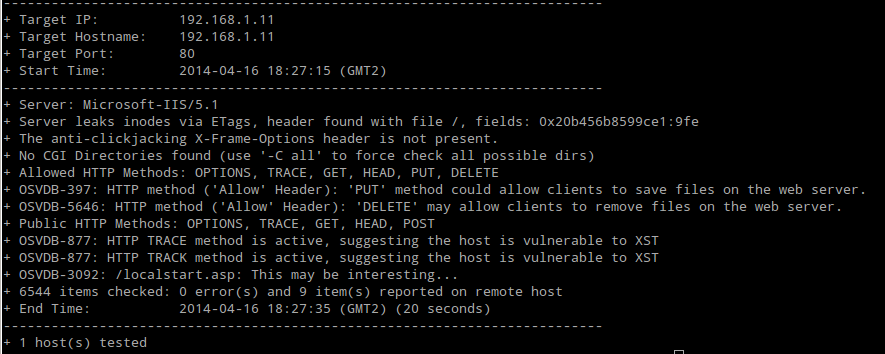 ---------------------------------------------------------------------------
+ Target IP:          192.168.1.11
+ Target Hostname:    192.168.1.11
+ Target Port:        80
+ Start Time:         2014-04-16 18:27:15 (GMT2)
---------------------------------------------------------------------------
+ Server: Microsoft-IIS/5.1
+ Server leaks inodes via ETags, header found with file /, fields: 0x20b456b8599ce1:9fe
+ The anti-clickjacking X-Frame-Options header is not present.
+ No CGI Directories found (use '-C all' to force check all possible dirs)
+ Allowed HTTP Methods: OPTIONS, TRACE, GET, HEAD, PUT, DELETE
+ OSVDB-397: HTTP method ('Allow' Header): 'PUT' method could allow clients to save files on the web server.
+ OSVDB-5646: HTTP method ('Allow' Header): 'DELETE' may allow clients to remove files on the web server.
+ Public HTTP Methods: OPTIONS, TRACE, GET, HEAD, POST
+ OSVDB-877: HTTP TRACE method is active, suggesting the host is vulnerable to XST
+ OSVDB-877: HTTP TRACK method is active, suggesting the host is vulnerable to XST
+ OSVDB-3092: /localstart.asp: This may be interesting...
+ 6544 items checked: 0 error(s) and 9 item(s) reported on remote host
+ End Time:           2014-04-16 18:27:35 (GMT2) (20 seconds)
---------------------------------------------------------------------------
+ 1 host(s) tested